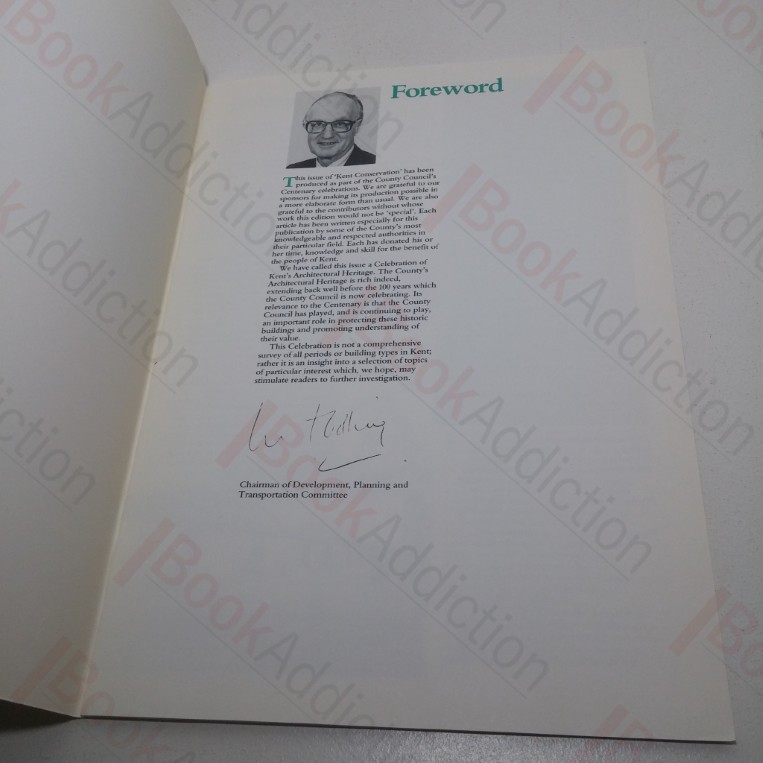 Foreword
This issue of 'Kent Conservation' has been
produced as part of the County Council's
Centenary celebrations. We are grateful to our
sponsors for making its production possible in
a more elaborate form than usual. We are also
grateful to the contributors without whose
work this edition would not be 'special'. Each
article has been written especially for this
publication by some of the County's most
knowledgeable and respected authorities in
their particular field. Each has donated his or
her time, knowledge and skill for the benefit of
the people of Kent.
We have called this issue a Celebration of
Kent's Architectural Heritage. The County's
Architectural Heritage is rich indeed,
extending back well before the 100 years which
the County Council is now celebrating. Its
relevance to the Centenary is that the County
Council has played, and is continuing to play,
an important role in protecting these historic
buildings and promoting understanding of
their value.
This Celebration is not a comprehensive
survey of all periods or building types in Kent;
rather it is an insight into a selection of topics
of particular interest which, we hope, may
stimulate readers to further investigation.
Chairman of Development, Planning and
Transportation Committee
BookAddiction
BookAddiction
BookAddiction
BookAddiction
BookAddiction
BookAddiction